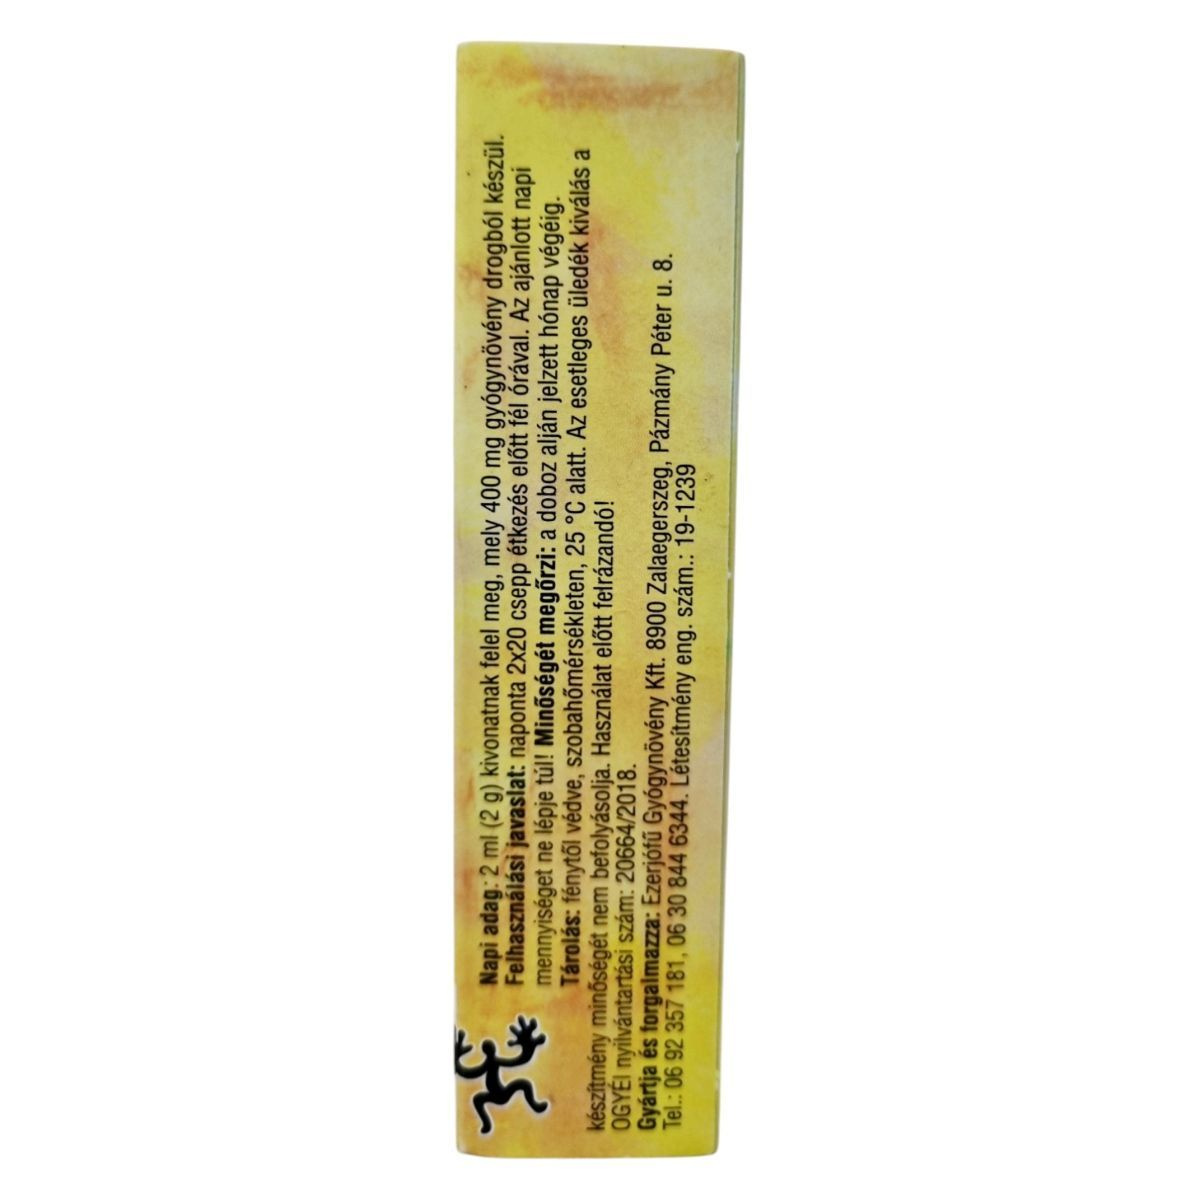 Napi adag: 2 ml (2 g) kivonatnak felel meg, mely 400 mg gyógynövény drogból készül.
Felhasználási javaslat: naponta 2x20 csepp étkezés előtt fél órával. Az ajánlott napi
mennyiséget ne lépje túl! Minőségét megőrzi: a doboz alján jelzett hónap végéig.
Tárolás: fénytől védve, szobahőmérsékleten, 25 °C alatt. Az esetleges üledék kiválás a
készítmény minőségét nem befolyásolja. Használat előtt felrázandó!
OGYÉI nyilvántartási szám: 20664/2018.
Gyártja és forgalmazza: Ezerjófű Gyógynövény Kft. 8900 Zalaegerszeg, Pázmány Péter u. 8.
Tel.: 06 92 357 181, 06 30 844 6344. Létesítmény eng. szám.: 19-1239